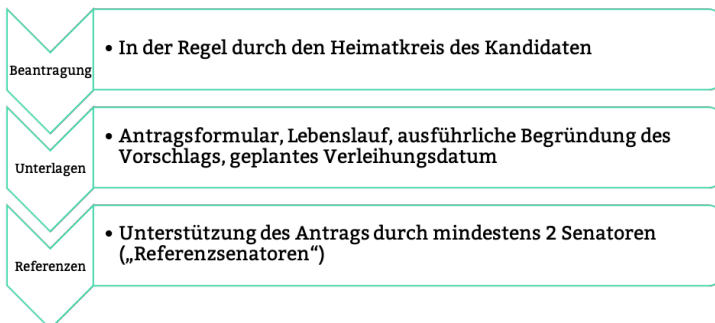 Beantragung
• In der Regel durch den Heimatkreis des Kandidaten
Unterlagen
• Antragsformular, Lebenslauf, ausführliche Begründung des
Vorschlags, geplantes Verleihungsdatum
Referenzen
• Unterstützung des Antrags durch mindestens 2 Senatoren
(„Referenzsenatoren“)